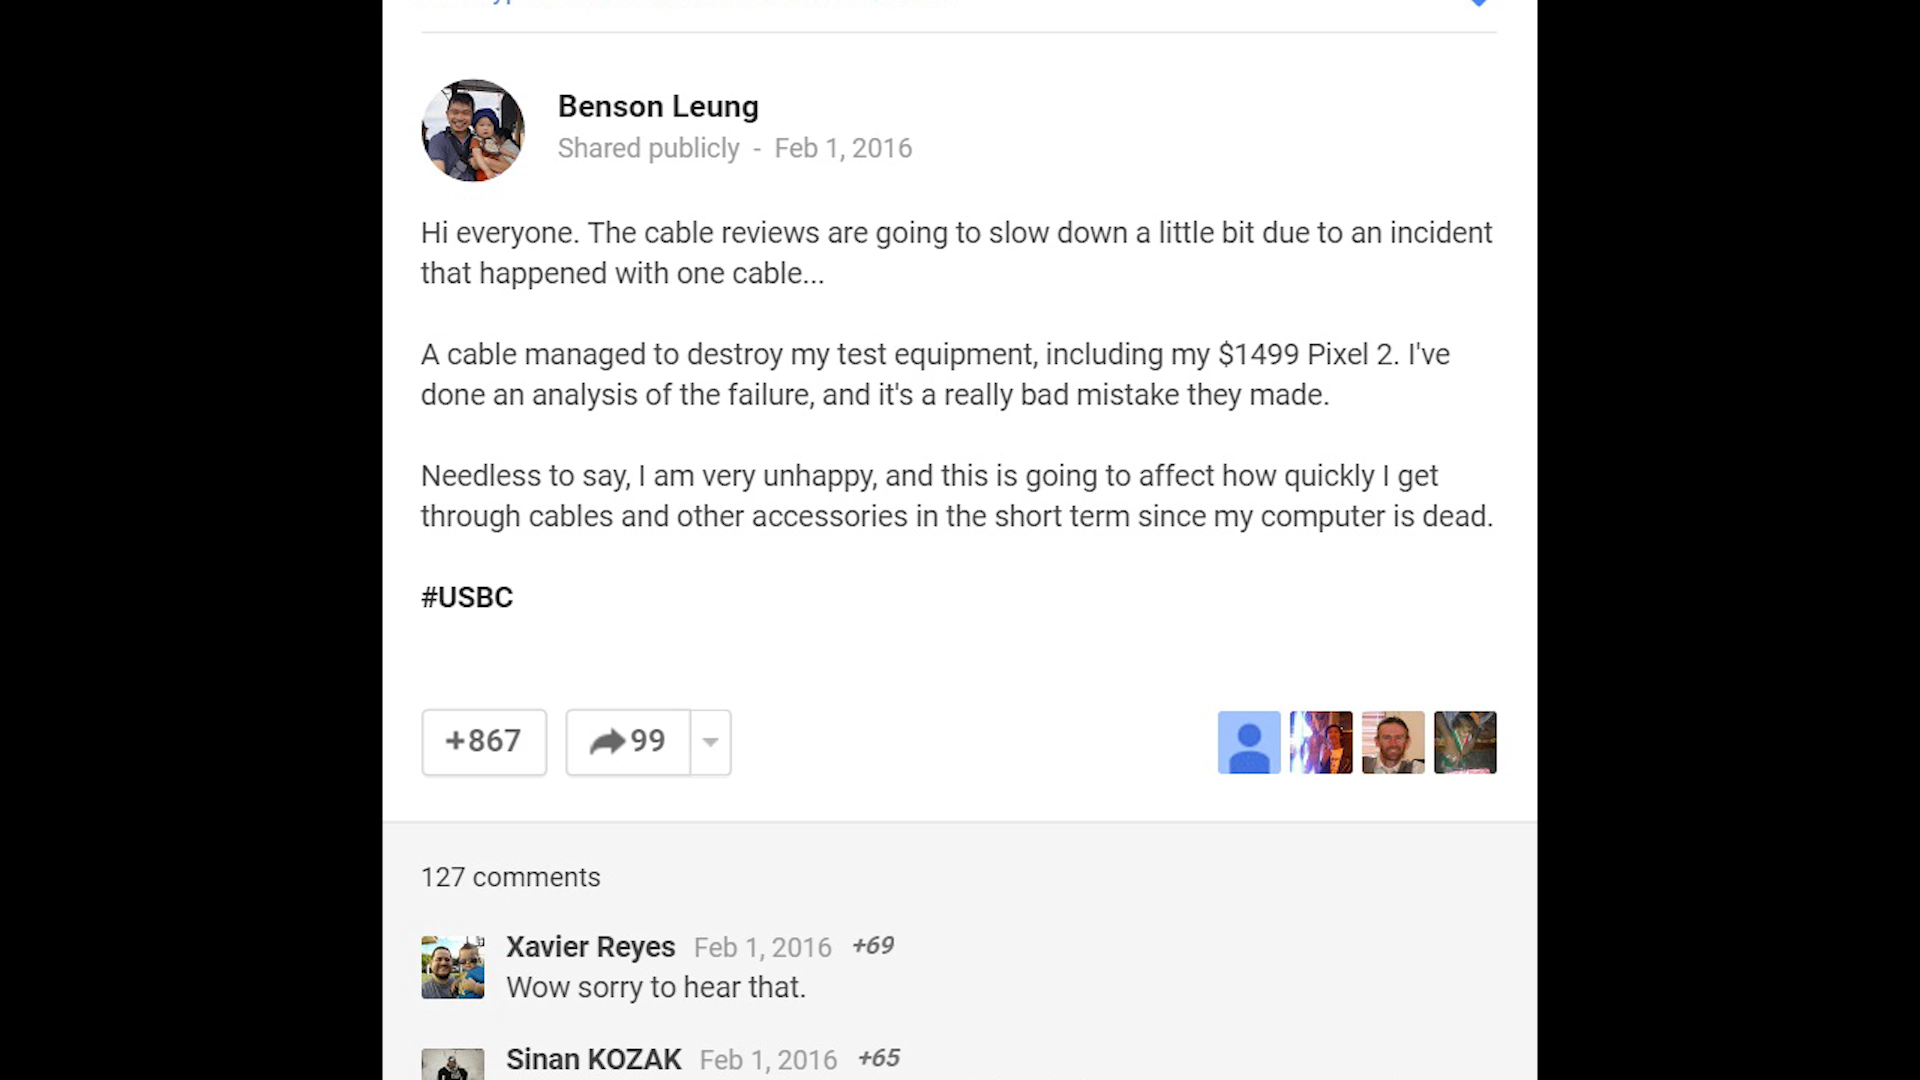 Benson Leung
Shared publicly - Feb 1, 2016
Hi everyone. The cable reviews are going to slow down a little bit due to an incident
that happened with one cable...
A cable managed to destroy my test equipment, including my $1499 Pixel 2. I've
done an analysis of the failure, and it's a really bad mistake they made.
Needless to say, I am very unhappy, and this is going to affect how quickly I get
through cables and other accessories in the short term since my computer is dead.
#USBC
+867
99
127 comments
Xavier Reyes Feb 1, 2016 +69
Wow sorry to hear that.
Sinan KOZAK Feb 1, 2016 +65